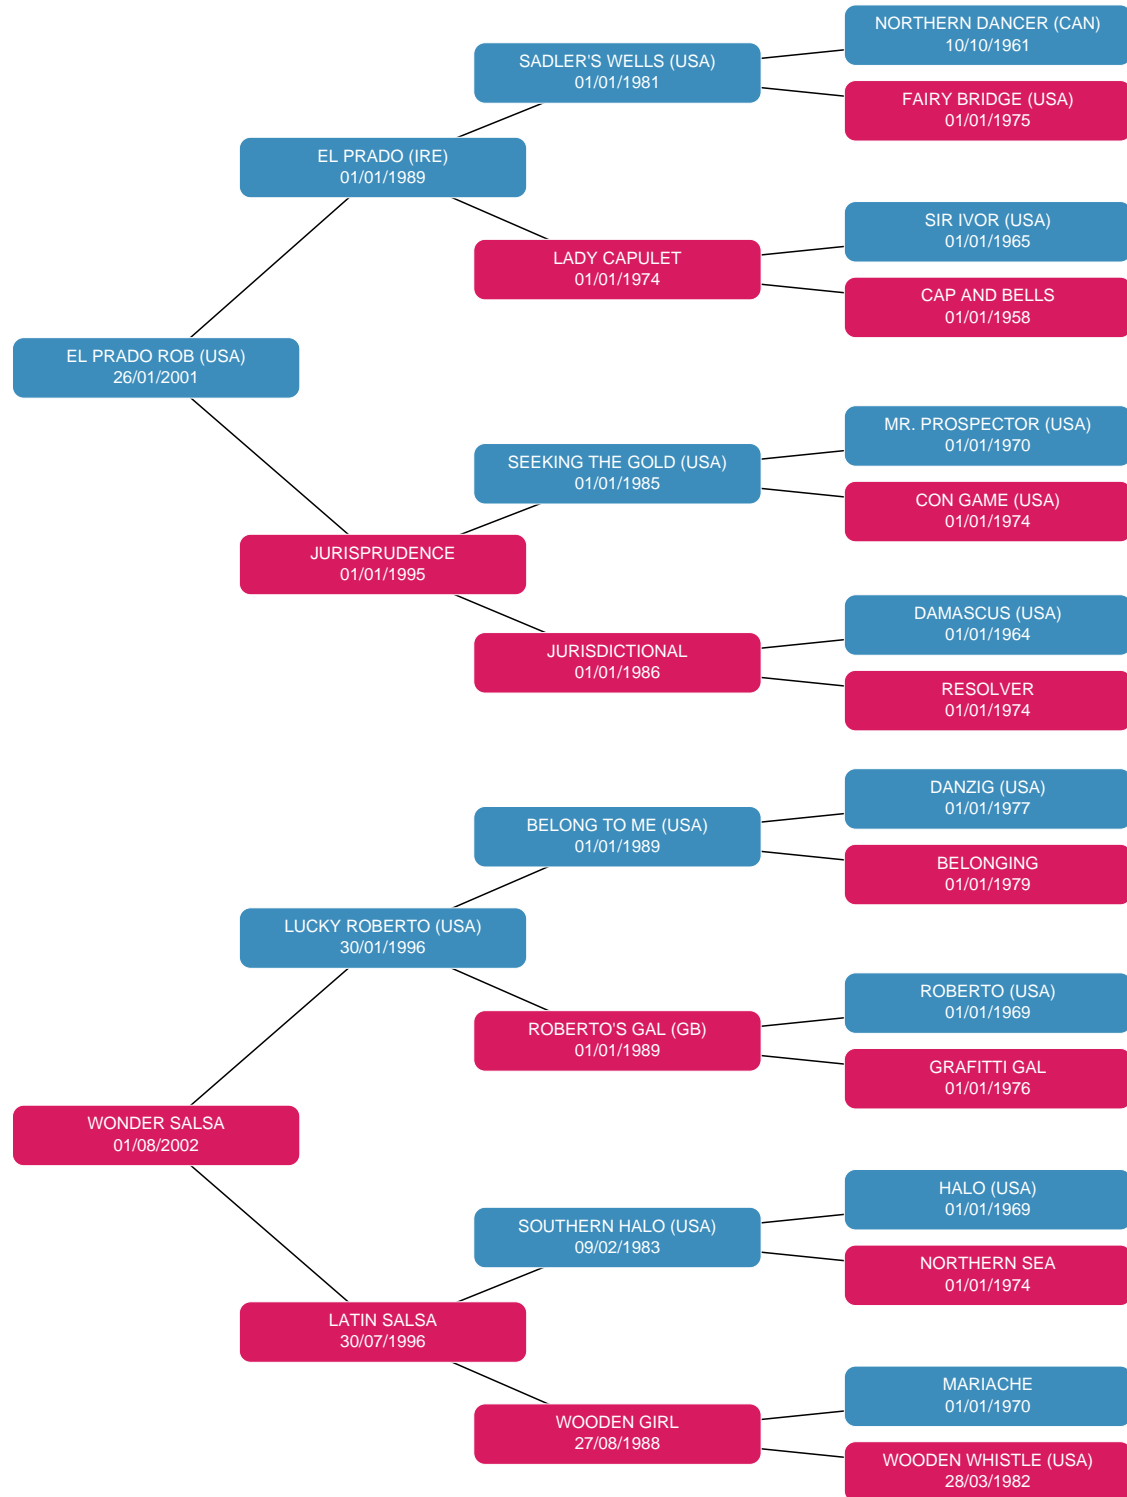 NORTHERN DANCER (CAN)
10/10/1961
SADLER'S WELLS (USA)
01/01/1981
FAIRY BRIDGE (USA)
01/01/1975
EL PRADO (IRE)
01/01/1989
SIR IVOR (USA)
01/01/1965
LADY CAPULET
01/01/1974
CAP AND BELLS
01/01/1958
EL PRADO ROB (USA)
26/01/2001
MR. PROSPECTOR (USA)
01/01/1970
SEEKING THE GOLD (USA)
01/01/1985
CON GAME (USA)
01/01/1974
JURISPRUDENCE
01/01/1995
DAMASCUS (USA)
01/01/1964
JURISDICTIONAL
01/01/1986
RESOLVER
01/01/1974
DANZIG (USA)
01/01/1977
BELONG TO ME (USA)
01/01/1989
BELONGING
01/01/1979
LUCKY ROBERTO (USA)
30/01/1996
ROBERTO (USA)
01/01/1969
ROBERTO'S GAL (GB)
01/01/1989
GRAFITTI GAL
01/01/1976
WONDER SALSA
01/08/2002
HALO (USA)
01/01/1969
SOUTHERN HALO (USA)
09/02/1983
NORTHERN SEA
01/01/1974
LATIN SALSA
30/07/1996
MARIACHE
01/01/1970
WOODEN GIRL
27/08/1988
WOODEN WHISTLE (USA)
28/03/1982